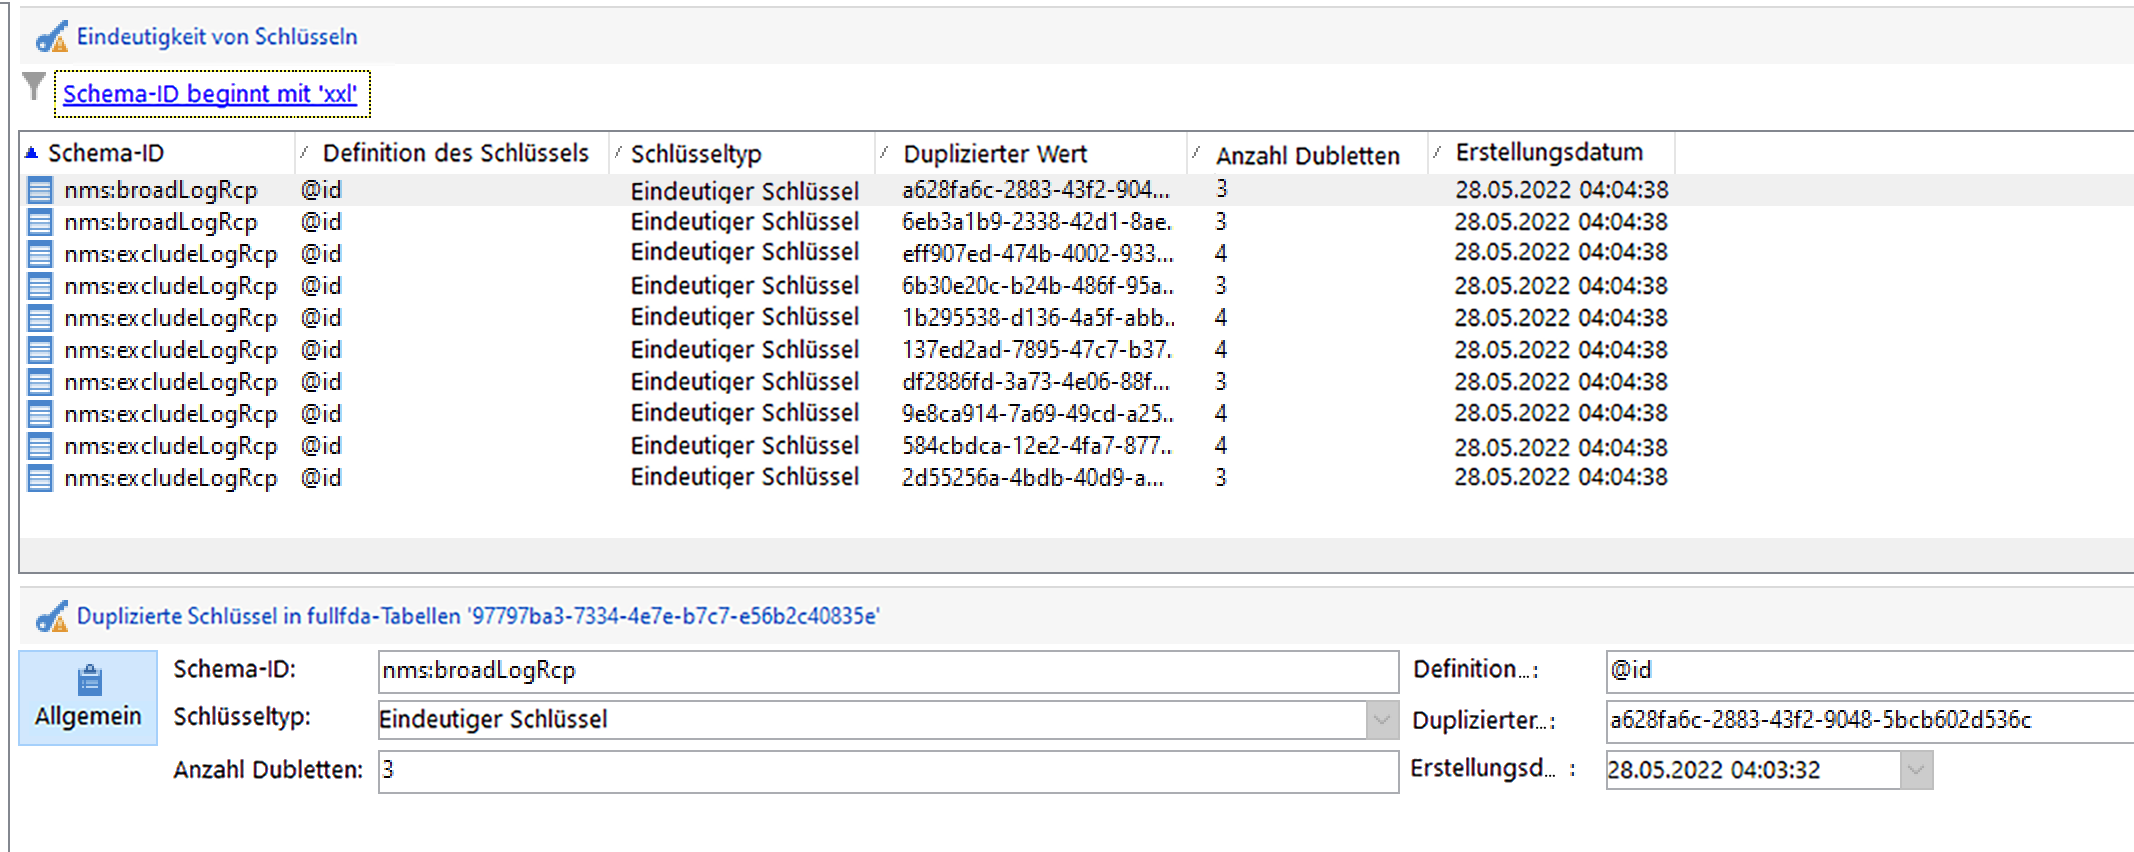 Eindeutigkeit von Schlüsseln
Schema-ID beginnt mit 'xxl'
Schema-ID Definition des Schlüssels Schlüsseltyp Duplizierter Wert Anzahl Dubletten Erstellungsdatum
nms:broadLogRcp @id Eindeutiger Schlüssel a628fa6c-2883-43f2-904... 3 28.05.2022 04:04:38
nms:broadLogRcp @id Eindeutiger Schlüssel 6eb3a1b9-2338-42d1-8ae. 3 28.05.2022 04:04:38
nms:excludeLogRcp @id Eindeutiger Schlüssel eff907ed-474b-4002-933... 4 28.05.2022 04:04:38
nms:excludeLogRcp @id Eindeutiger Schlüssel 6b30e20c-b24b-486f-95a.. 3 28.05.2022 04:04:38
nms:excludeLogRcp @id Eindeutiger Schlüssel 1b295538-d136-4a5f-abb.. 4 28.05.2022 04:04:38
nms:excludeLogRcp @id Eindeutiger Schlüssel 137ed2ad-7895-47c7-b37. 4 28.05.2022 04:04:38
nms:excludeLogRcp @id Eindeutiger Schlüssel df2886fd-3a73-4e06-88f... 3 28.05.2022 04:04:38
nms:excludeLogRcp @id Eindeutiger Schlüssel 9e8ca914-7a69-49cd-a25.. 4 28.05.2022 04:04:38
nms:excludeLogRcp @id Eindeutiger Schlüssel 584cbdca-12e2-4fa7-877.. 4 28.05.2022 04:04:38
nms:excludeLogRcp @id Eindeutiger Schlüssel 2d55256a-4bdb-40d9-a... 3 28.05.2022 04:04:38
Duplizierte Schlüssel in fullfda-Tabellen '97797ba3-7334-4e7e-b7c7-e56b2c40835e'
Allgemein
Schema-ID: nms:broadLogRcp Definition...: @id
Schlüsseltyp: Eindeutiger Schlüssel Duplizierter...: a628fa6c-2883-43f2-9048-5bcb602d536c
Anzahl Dubletten: 3 Erstellungsd... : 28.05.2022 04:03:32